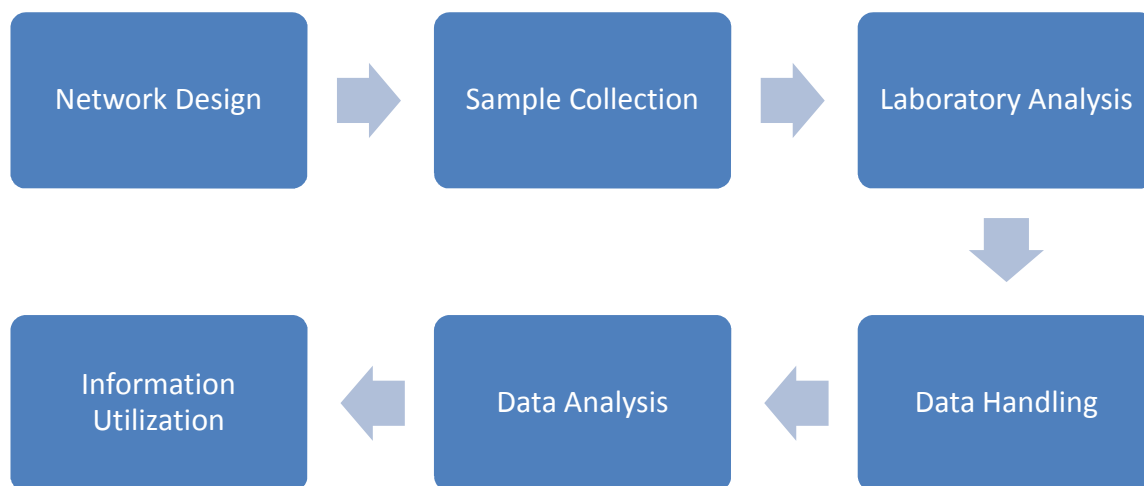 Network Design
Sample Collection
Laboratory Analysis
Data Handling
Data Analysis
Information
Utilization